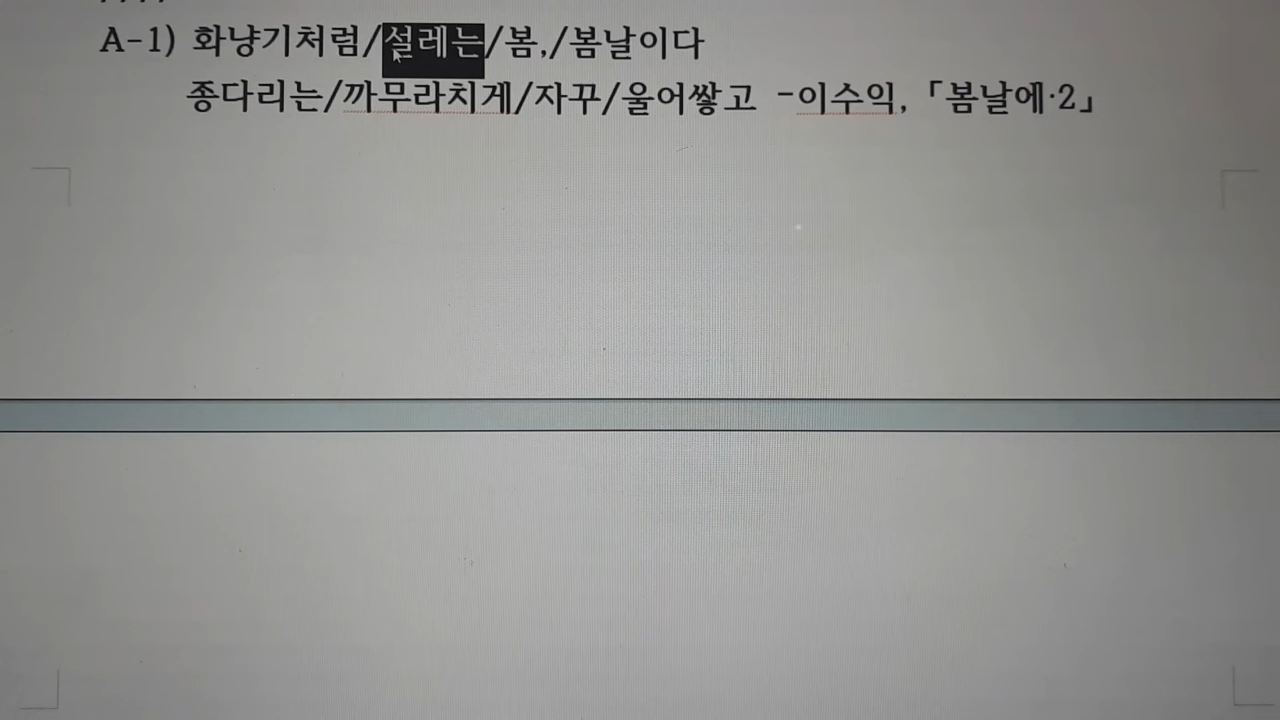 A-1) 화냥기처럼/설레는/봄,/봄날이다
종다리는/까무라치게/자꾸/울어쌓고 -이수익, 「봄날에·2」